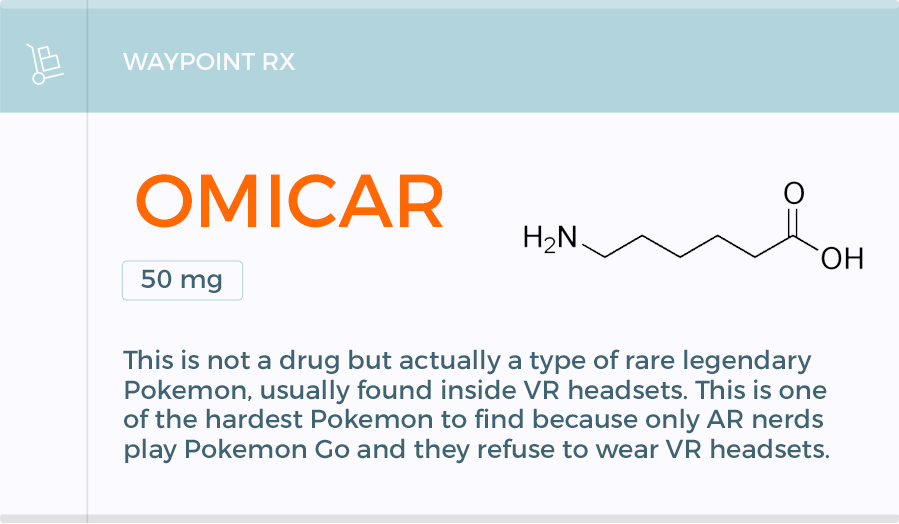 WAYPOINT RX
OMICAR
50 mg
H₂N
O
OH
This is not a drug but actually a type of rare legendary
Pokemon, usually found inside VR headsets. This is one
of the hardest Pokemon to find because only AR nerds
play Pokemon Go and they refuse to wear VR headsets.